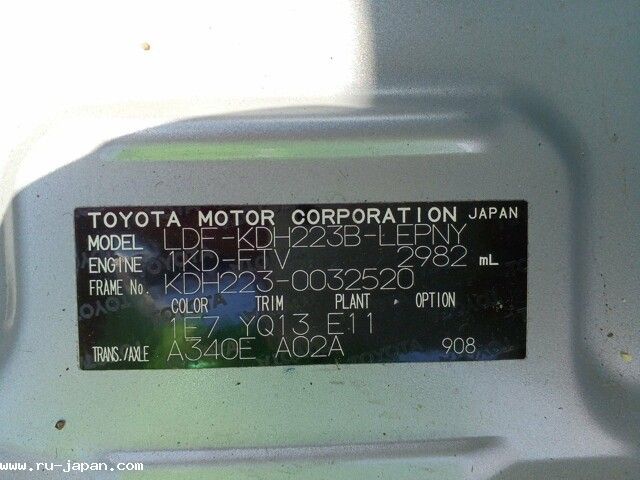 TOYOTA MOTOR CORPORATION JAPAN
MODEL LDF-KDH223B-LEPNY
ENGINE 1KD-FTV 2982 mL
FRAME No. KDH223-0032520
COLOR TRIM PLANT OPTION
1E7 YQ13 E11
TRANS./AXLE A340E A02A 908
www.ru-japan.com